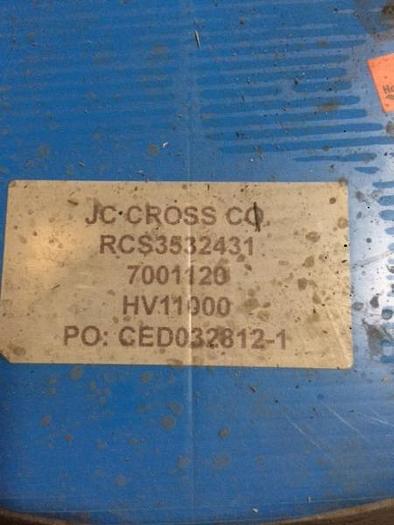 JC CROSS CO.
RCS3532431
7001120
HV11000
PO: CED032812-1